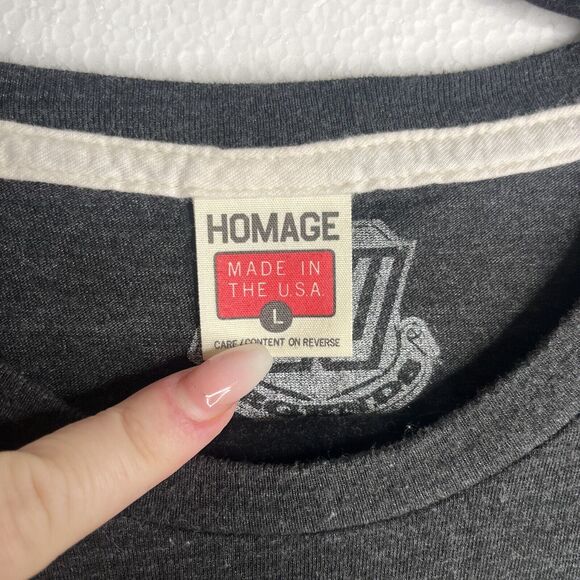 HOMAGE
MADE IN
THE U.S.A.
L
CARE / CONTENT ON REVERSE